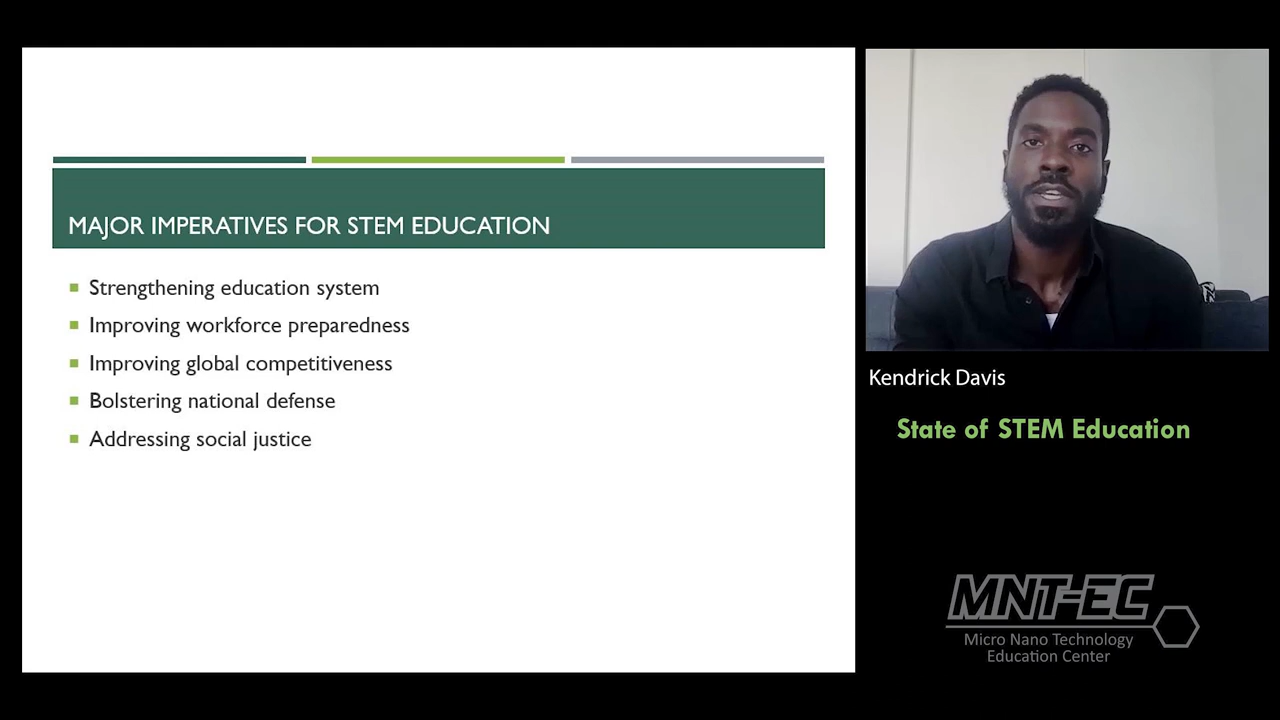 MAJOR IMPERATIVES FOR STEM EDUCATION
Strengthening education system
Improving workforce preparedness
Improving global competitiveness
Bolstering national defense
Addressing social justice
Kendrick Davis
State of STEM Education
MNT-EC
Micro Nano Technology
Education Center